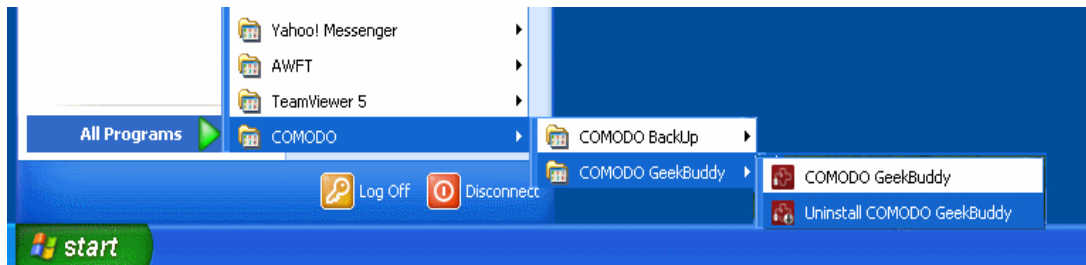 Yahoo! Messenger
AWFT
TeamViewer 5
All Programs
COMODO
COMODO BackUp
COMODO GeekBuddy
COMODO GeekBuddy
Uninstall COMODO GeekBuddy
Log Off
Disconnect
start